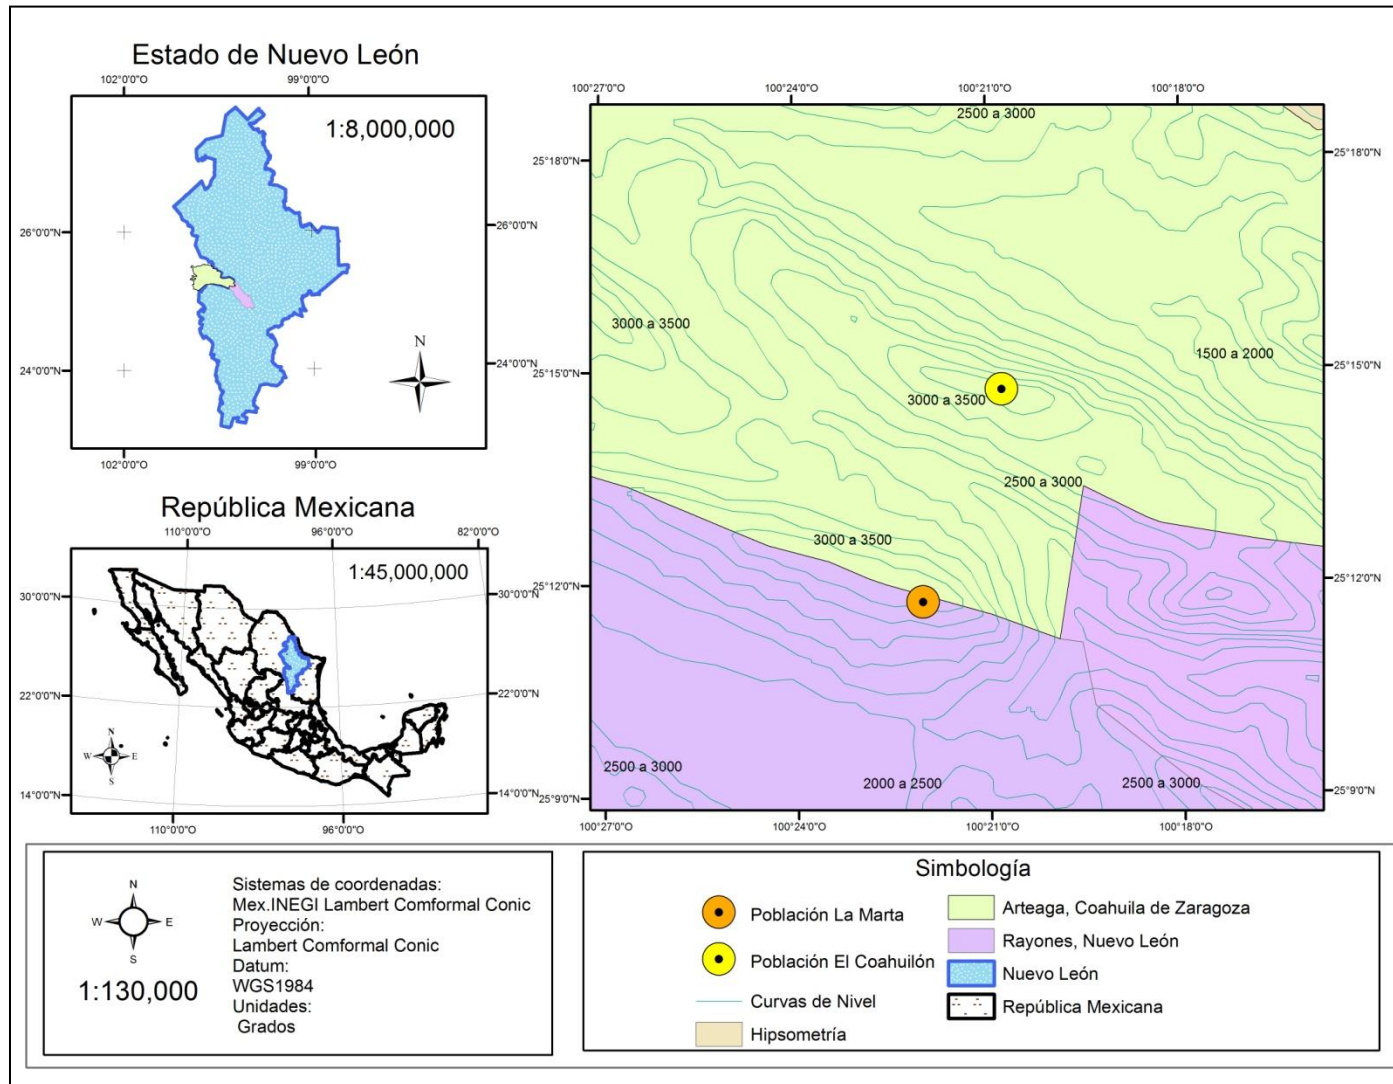 Estado de Nuevo León
102°0'0"O
99°0'0"O
1:8,000,000
26°0'0"N
26°0'0"N
24°0'0"N
24°0'0"N
N
102°0'0"O
99°0'0"O
República Mexicana
110°0'0"O
96°0'0"O
82°0'0"O
1:45,000,000
30°0'0"N
30°0'0"N
22°0'0"N
22°0'0"N
14°0'0"N
14°0'0"N
N
W
E
S
110°0'0"O
96°0'0"O
100°27'0"O
100°24'0"O
100°21'0"O
100°18'0"O
2500 a 3000
25°18'0"N
25°18'0"N
3000 a 3500
1500 a 2000
25°15'0"N
25°15'0"N
3000 a 3500
2500 a 3000
3000 a 3500
25°12'0"N
25°12'0"N
2500 a 3000
2000 a 2500
2500 a 3000
25°9'0"N
25°9'0"N
100°27'0"O
100°24'0"O
100°21'0"O
100°18'0"O
N
W
E
S
1:130,000
Sistemas de coordenadas:
Mex.INEGI Lambert Comformal Conic
Proyección:
Lambert Comformal Conic
Datum:
WGS1984
Unidades:
Grados
Simbología
Población La Marta
Población El Coahuilón
Curvas de Nivel
Hipsometría
Arteaga, Coahuila de Zaragoza
Rayones, Nuevo León
Nuevo León
República Mexicana